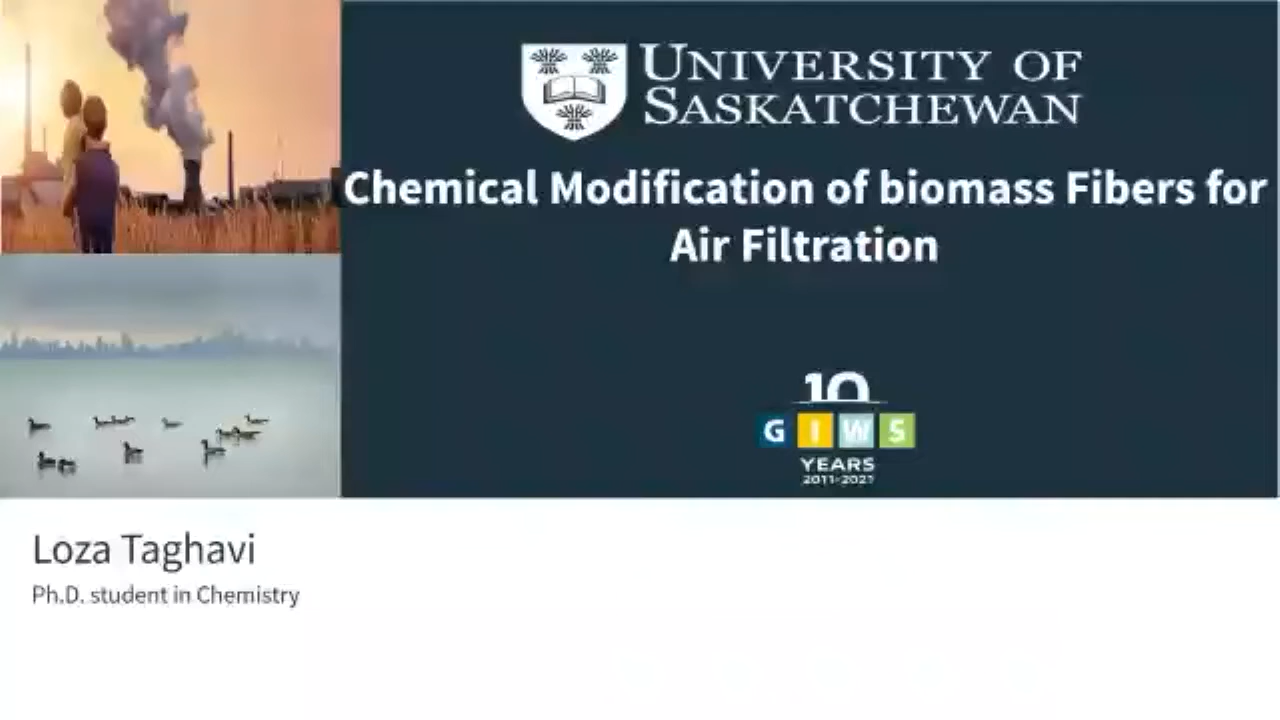 UNIVERSITY OF
SASKATCHEWAN
Chemical Modification of biomass Fibers for
Air Filtration
10
GIWS
YEARS
2011-2021
Loza Taghavi
Ph.D. student in Chemistry